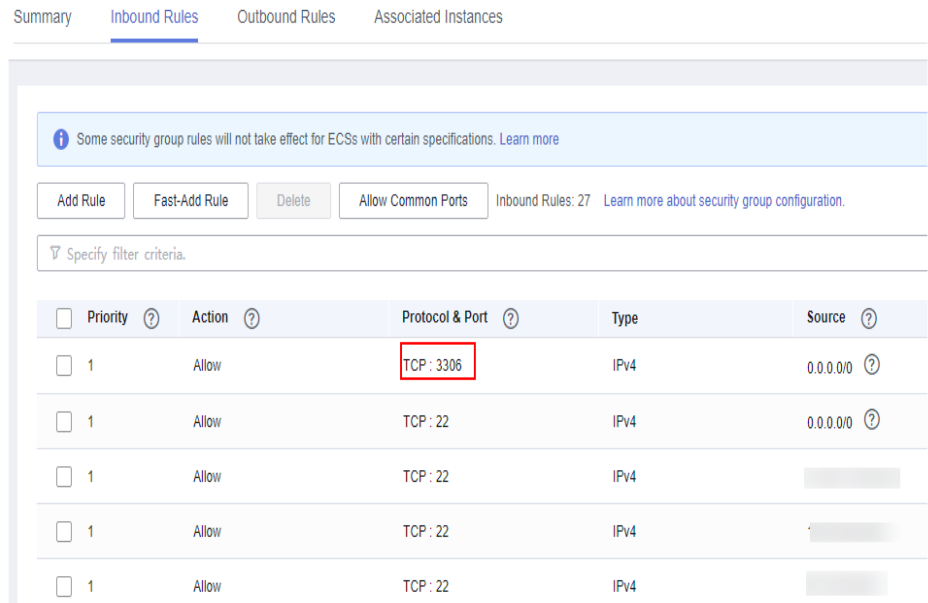 Summary Inbound Rules Outbound Rules Associated Instances
Some security group rules will not take effect for ECSs with certain specifications. Learn more
Add Rule Fast-Add Rule Delete Allow Common Ports Inbound Rules: 27 Learn more about security group configuration.
Specify filter criteria.
Priority Action Protocol & Port Type Source
1 Allow TCP : 3306 IPv4 0.0.0.0/0
1 Allow TCP : 22 IPv4 0.0.0.0/0
1 Allow TCP : 22 IPv4
1 Allow TCP : 22 IPv4
1 Allow TCP : 22 IPv4